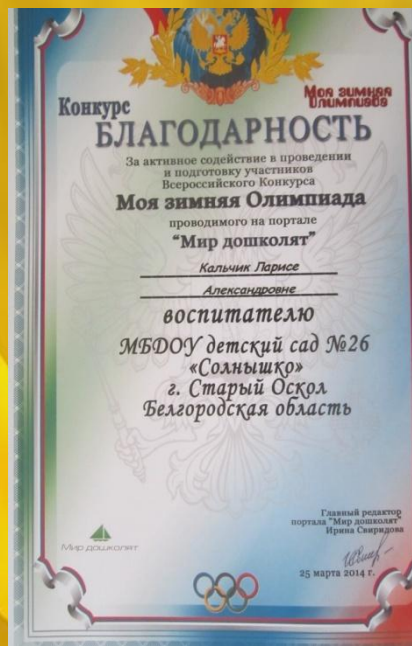 Моя зимняя
Олимпиада
Конкурс
БЛАГОДАРНОСТЬ
За активное содействие в проведении
и подготовку участников
Всероссийского Конкурса
Моя зимняя Олимпиада
проводимого на портале
"Мир дошколят"
Кальчик Ларисе
Александровне
воспитателю
МБДОУ детский сад №26
«Солнышко»
г. Старый Оскол
Белгородская область
Главный редактор
портала "Мир дошколят"
Ирина Свиридова
Мир дошколят
25 марта 2014 г.